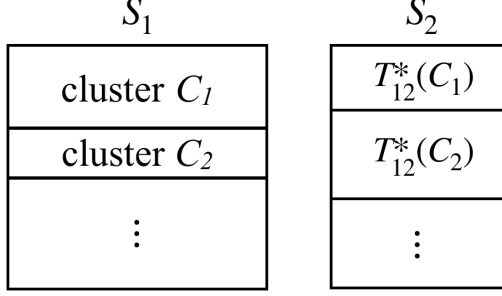 S₁ S₂
cluster C₁ T*₁₂(C₁)
cluster C₂ T*₁₂(C₂)
⋮ ⋮